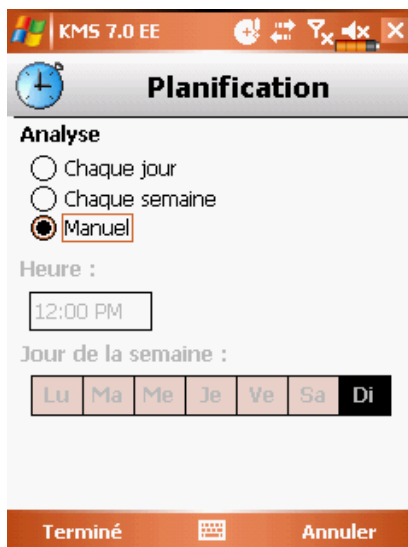 KMS 7.0 EE
Planification
Analyse
Chaque jour
Chaque semaine
Manuel
Heure :
12:00 PM
Jour de la semaine :
Lu Ma Me Je Ve Sa Di
Terminé Annuler